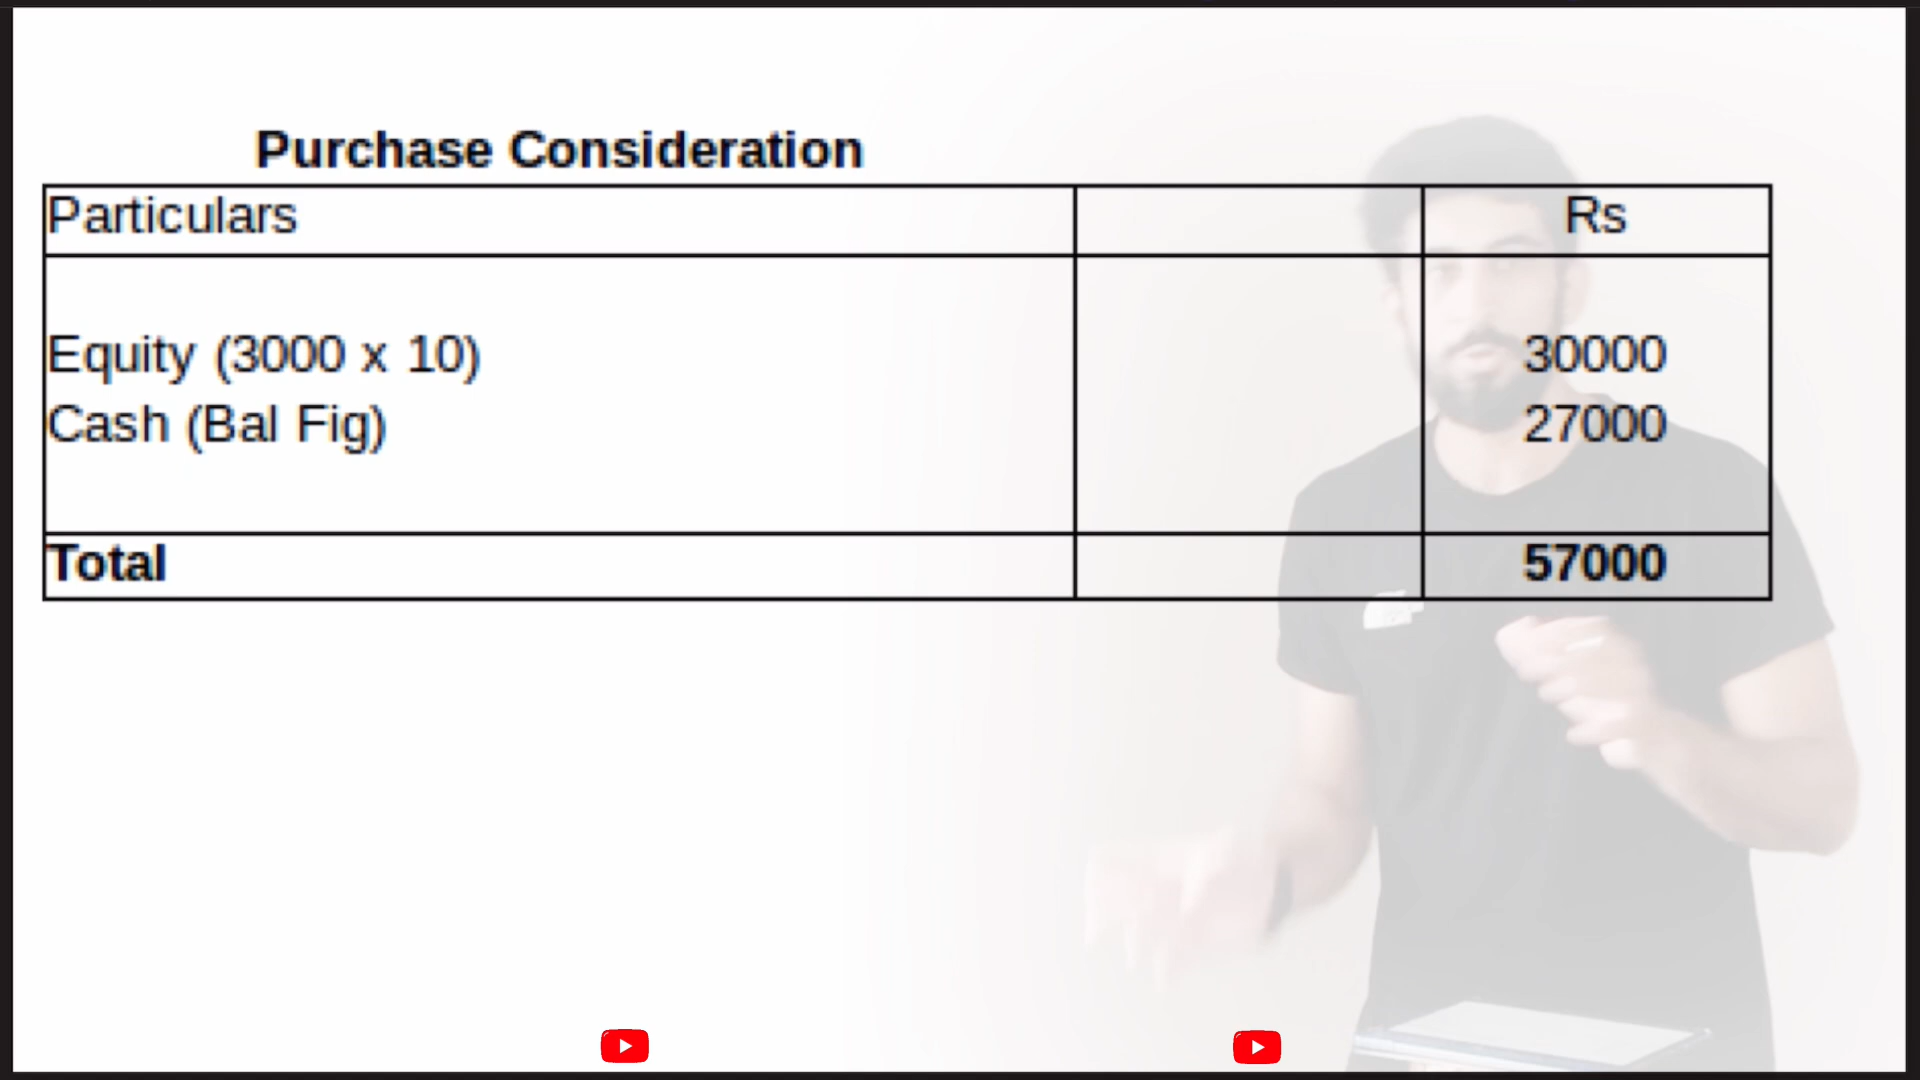 Purchase Consideration
Particulars Rs
Equity (3000 x 10) 30000
Cash (Bal Fig) 27000
Total 57000